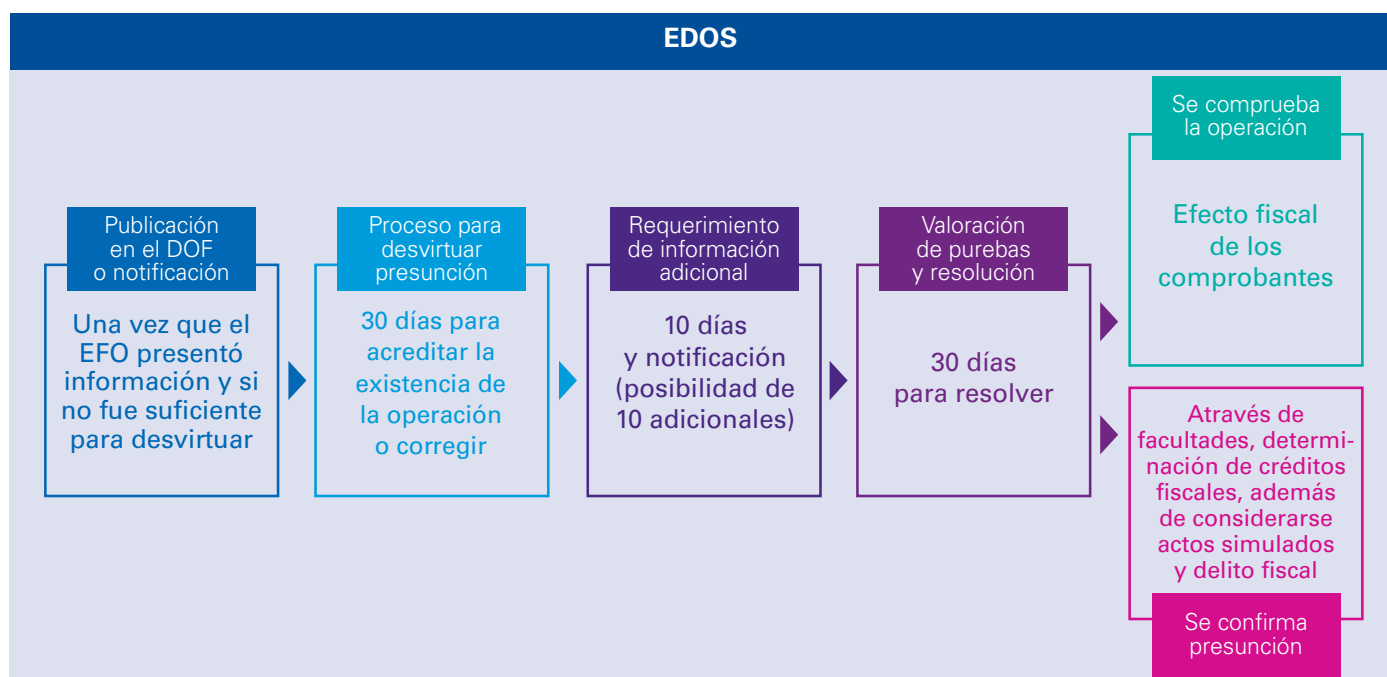 EDOS
Publicación
en el DOF
o notificación
Una vez que el
EFO presentó
información y si
no fue suficiente
para desvirtuar
Proceso para
desvirtuar
presunción
30 días para
acreditar la
existencia de
la operación
o corregir
Requerimiento
de información
adicional
10 días
y notificación
(posibilidad de
10 adicionales)
Valoración
de purebas
y resolución
30 días
para resolver
Se comprueba
la operación
Efecto fiscal
de los
comprobantes
Através de
facultades, determi-
nación de créditos
fiscales, además
de considerarse
actos simulados
y delito fiscal
Se confirma
presunción